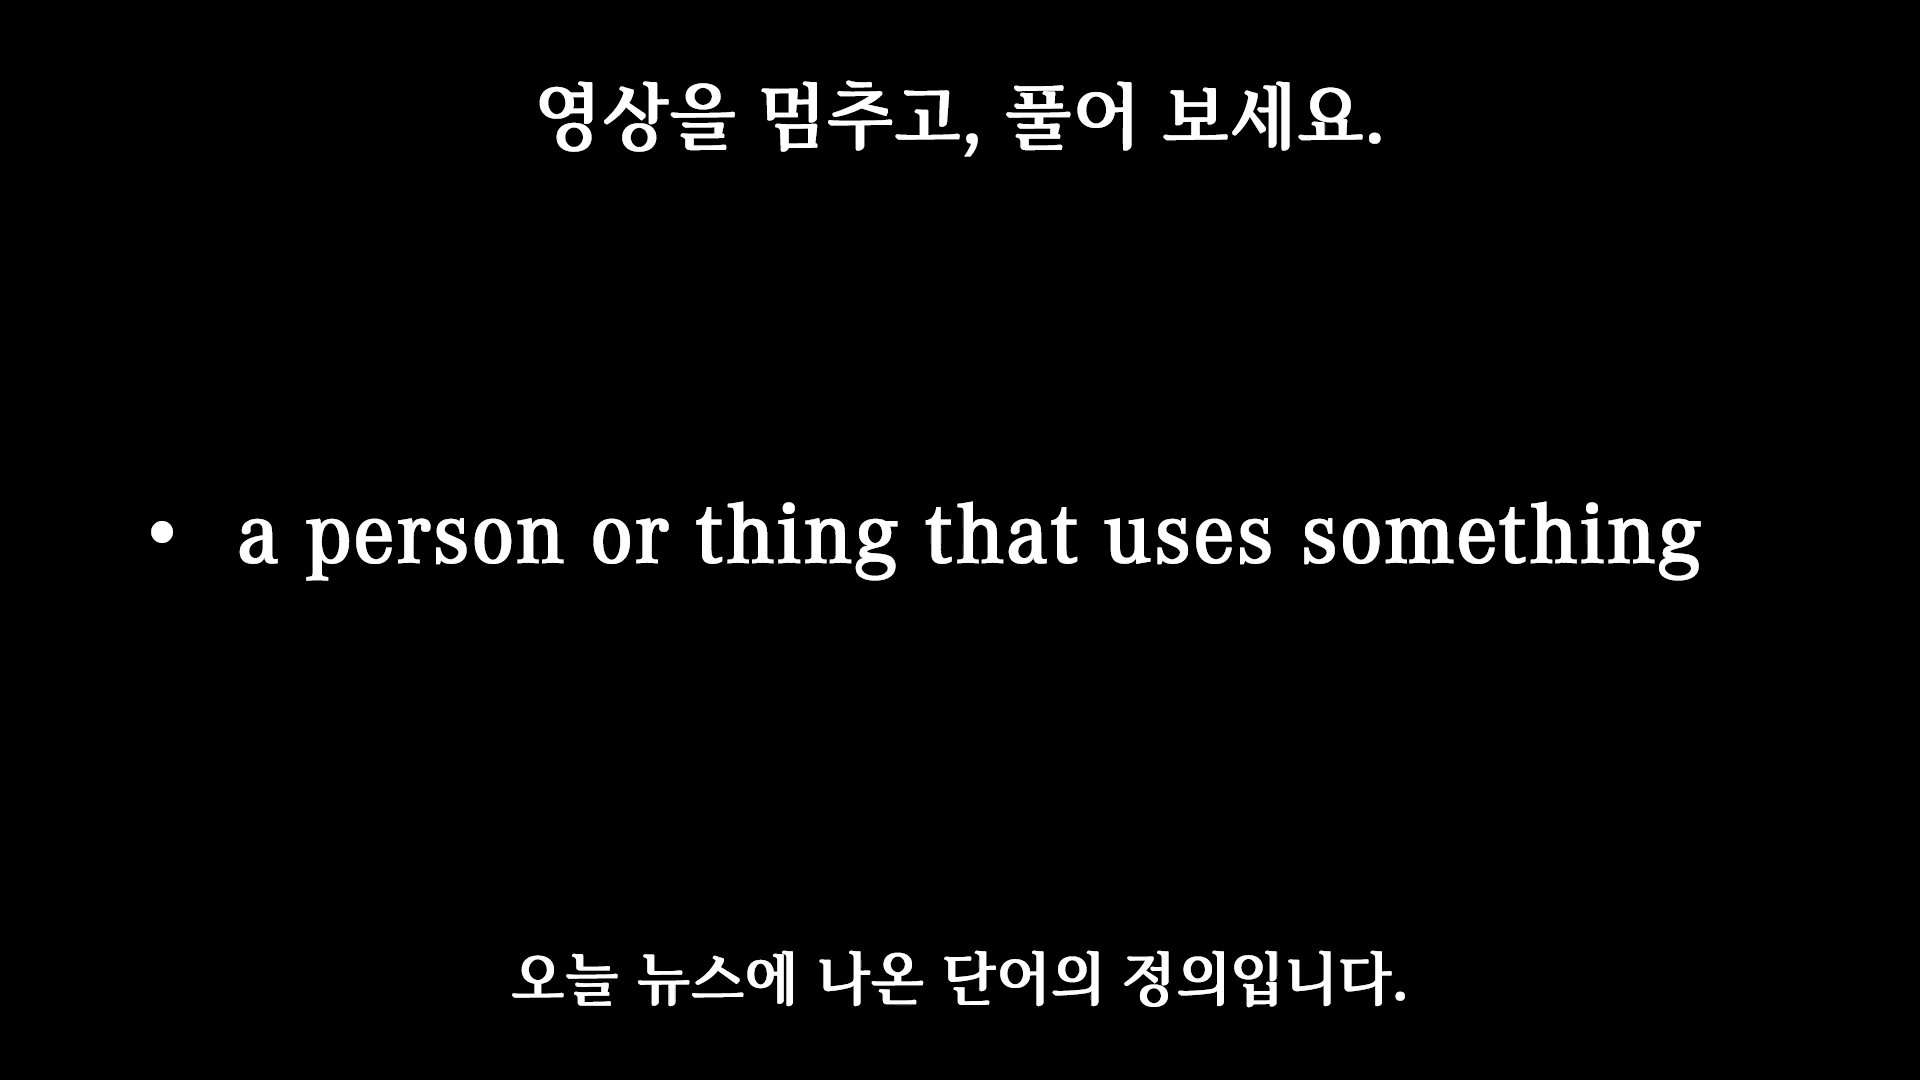 영상을 멈추고, 풀어 보세요.
• a person or thing that uses something
오늘 뉴스에 나온 단어의 정의입니다.